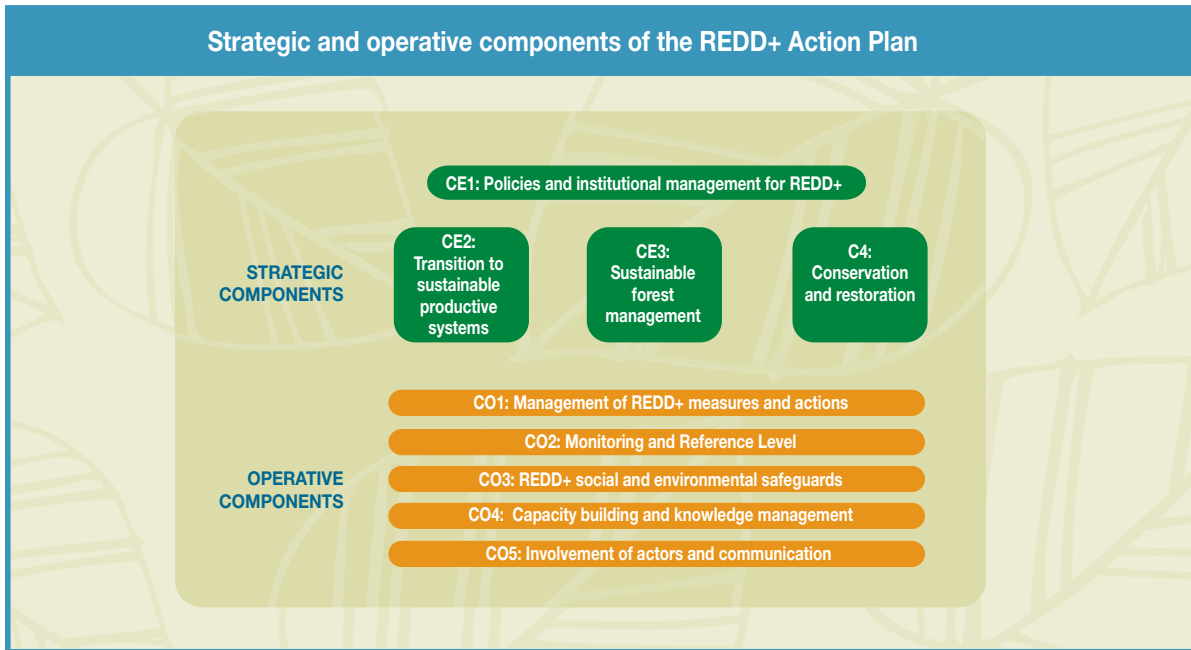 Strategic and operative components of the REDD+ Action Plan
CE1: Policies and institutional management for REDD+
STRATEGIC
COMPONENTS
CE2:
Transition to
sustainable
productive
systems
CE3:
Sustainable
forest
management
C4:
Conservation
and restoration
OPERATIVE
COMPONENTS
CO1: Management of REDD+ measures and actions
CO2: Monitoring and Reference Level
CO3: REDD+ social and environmental safeguards
CO4: Capacity building and knowledge management
CO5: Involvement of actors and communication